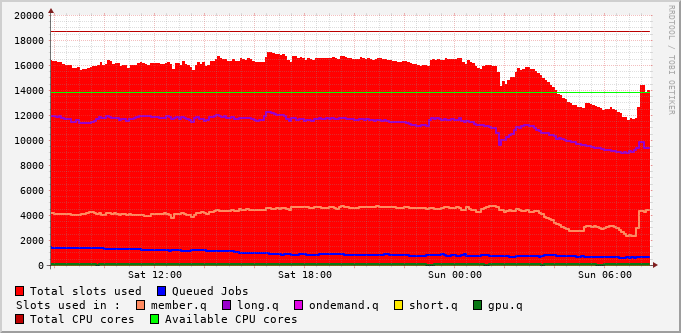 20000
18000
16000
14000
12000
10000
8000
6000
4000
2000
0
Sat 12:00 Sat 18:00 Sun 00:00 Sun 06:00
Total slots used Queued Jobs
Slots used in : member.q long.q ondemand.q short.q gpu.q
Total CPU cores Available CPU cores
RRDTOOL / TOBI OETIKER